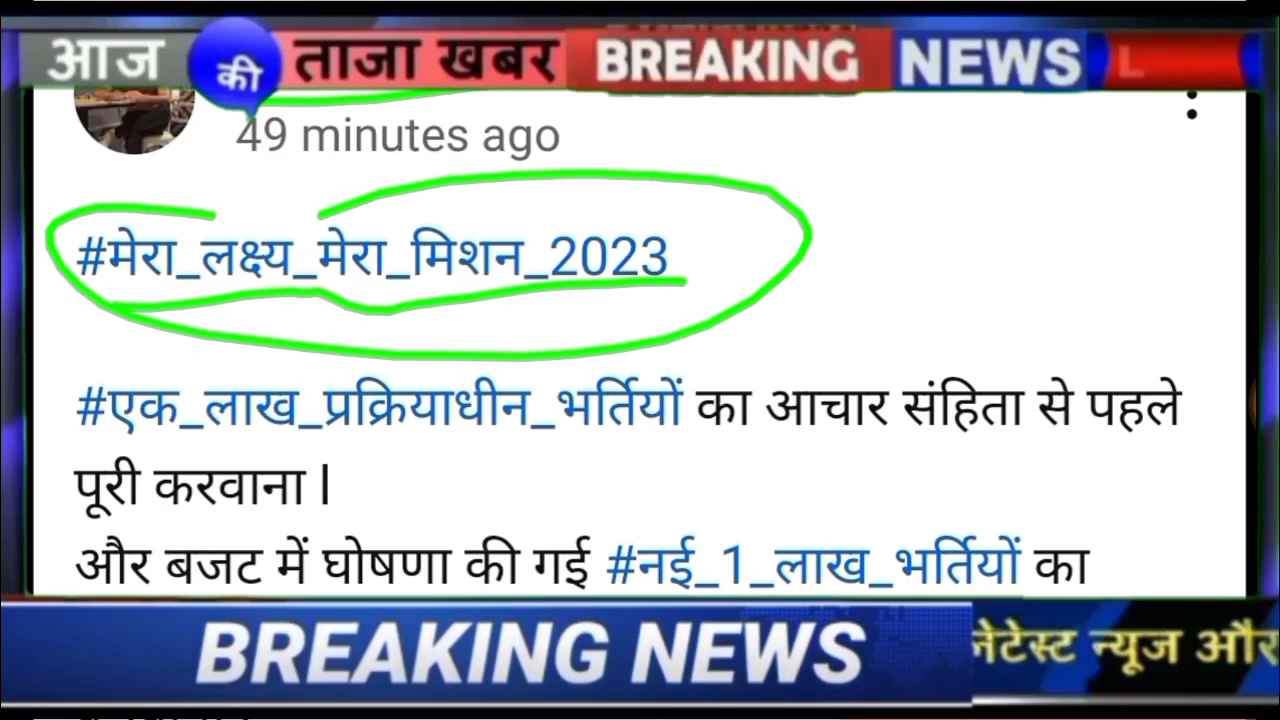 आज की ताजा खबर BREAKING NEWS L
49 minutes ago
#मेरा_लक्ष्य_मेरा_मिशन_2023
#एक_लाख_प्रक्रियाधीन_भर्तियों का आचार संहिता से पहले
पूरी करवाना l
और बजट में घोषणा की गई #नई_1_लाख_भर्तियों का
BREAKING NEWS
लेटेस्ट न्यूज और